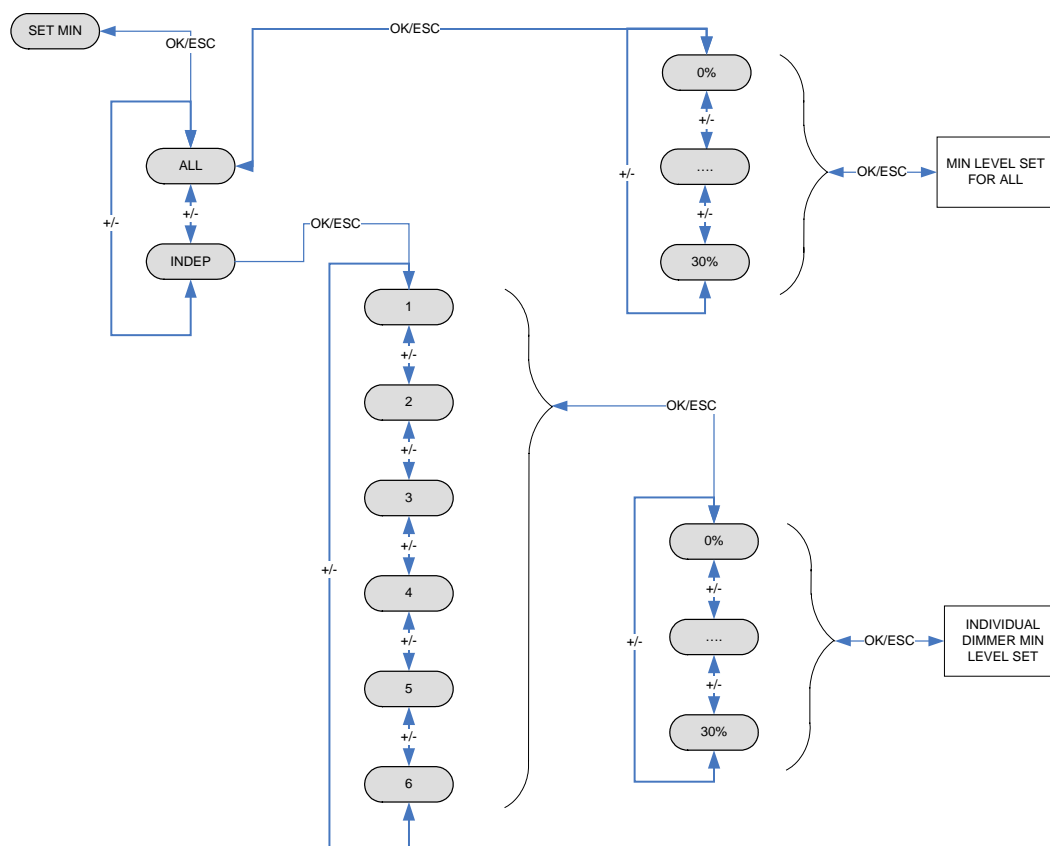 SET MIN
OK/ESC
OK/ESC
0%
+/-
ALL
....
+/-
OK/ESC
MIN LEVEL SET
FOR ALL
+/-
+/-
+/-
OK/ESC
INDEP
30%
1
+/-
2
OK/ESC
+/-
3
0%
+/-
+/-
+/-
4
....
+/-
+/-
OK/ESC
INDIVIDUAL
DIMMER MIN
LEVEL SET
5
+/-
30%
+/-
6